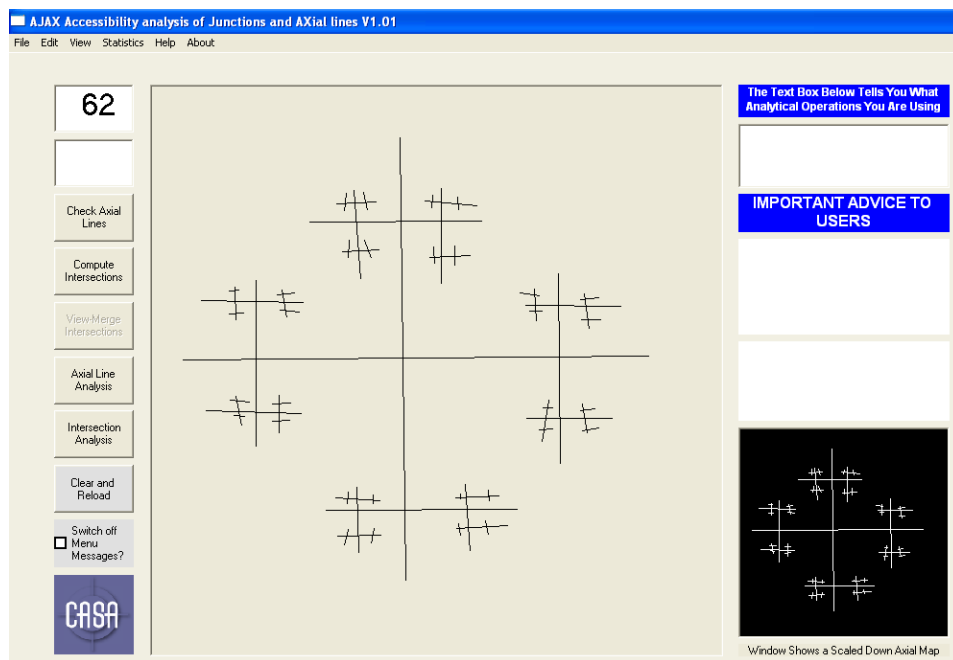 AJAX Accessibility analysis of Junctions and AXial lines V1.01
File Edit View Statistics Help About
62
Check Axial
Lines
Compute
Intersections
View-Merge
Intersections
Axial Line
Analysis
Intersection
Analysis
Clear and
Reload
Switch off
Menu
Messages?
CASA
The Text Box Below Tells You What
Analytical Operations You Are Using
IMPORTANT ADVICE TO
USERS
Window Shows a Scaled Down Axial Map